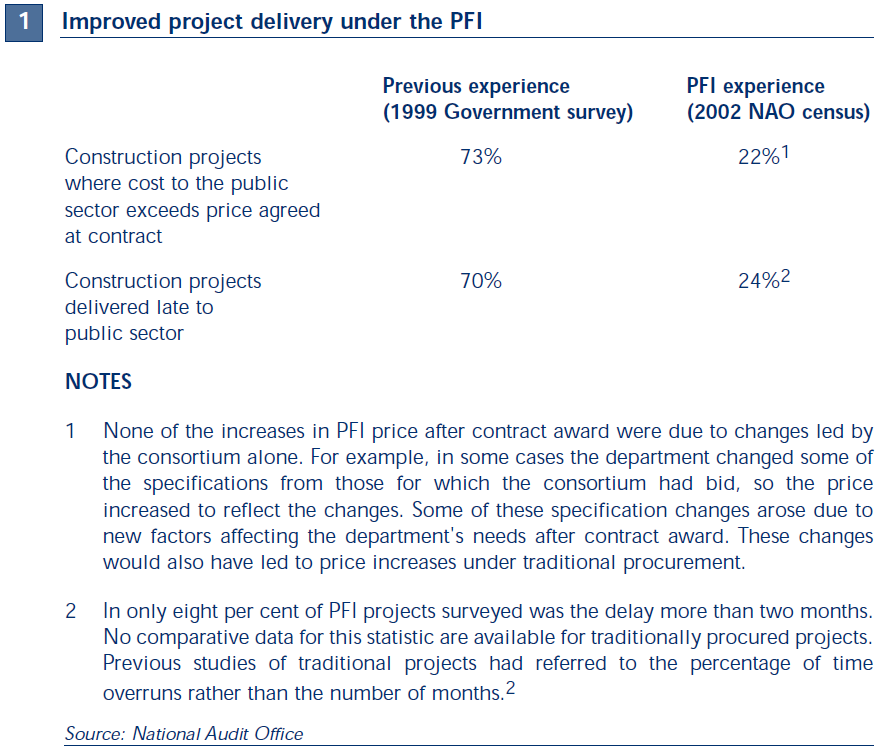 1 Improved project delivery under the PFI
Previous experience
(1999 Government survey)
PFI experience
(2002 NAO census)
Construction projects
where cost to the public
sector exceeds price agreed
at contract
73%
22%1
Construction projects
delivered late to
public sector
70%
24%2
NOTES
1 None of the increases in PFI price after contract award were due to changes led by
the consortium alone. For example, in some cases the department changed some of
the specifications from those for which the consortium had bid, so the price
increased to reflect the changes. Some of these specification changes arose due to
new factors affecting the department's needs after contract award. These changes
would also have led to price increases under traditional procurement.
2 In only eight per cent of PFI projects surveyed was the delay more than two months.
No comparative data for this statistic are available for traditionally procured projects.
Previous studies of traditional projects had referred to the percentage of time
overruns rather than the number of months.2
Source: National Audit Office